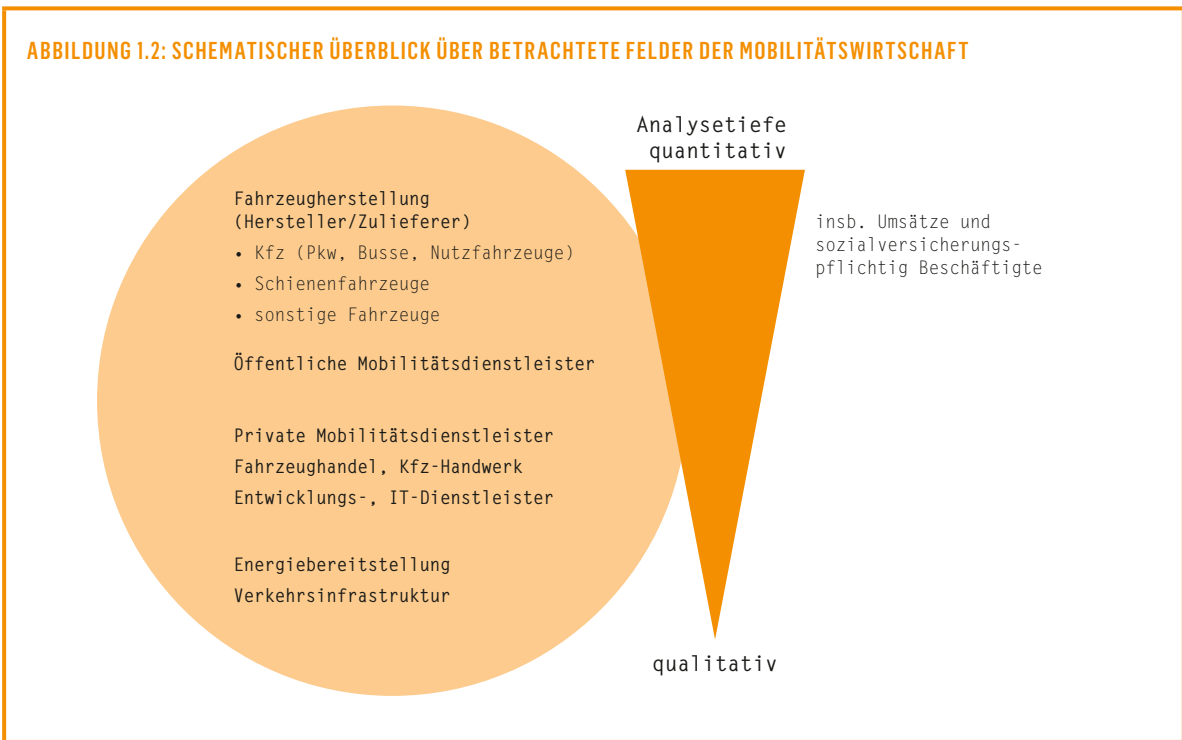 ABBILDUNG 1.2: SCHEMATISCHER ÜBERBLICK ÜBER BETRACHTETE FELDER DER MOBILITÄTSWIRTSCHAFT
Analysetiefe
quantitativ
Fahrzeugherstellung
(Hersteller/Zulieferer)
• Kfz (Pkw, Busse, Nutzfahrzeuge)
• Schienenfahrzeuge
• sonstige Fahrzeuge
insb. Umsätze und
sozialversicherungs-
pflichtig Beschäftigte
Öffentliche Mobilitätsdienstleister
Private Mobilitätsdienstleister
Fahrzeughandel, Kfz-Handwerk
Entwicklungs-, IT-Dienstleister
Energiebereitstellung
Verkehrsinfrastruktur
qualitativ